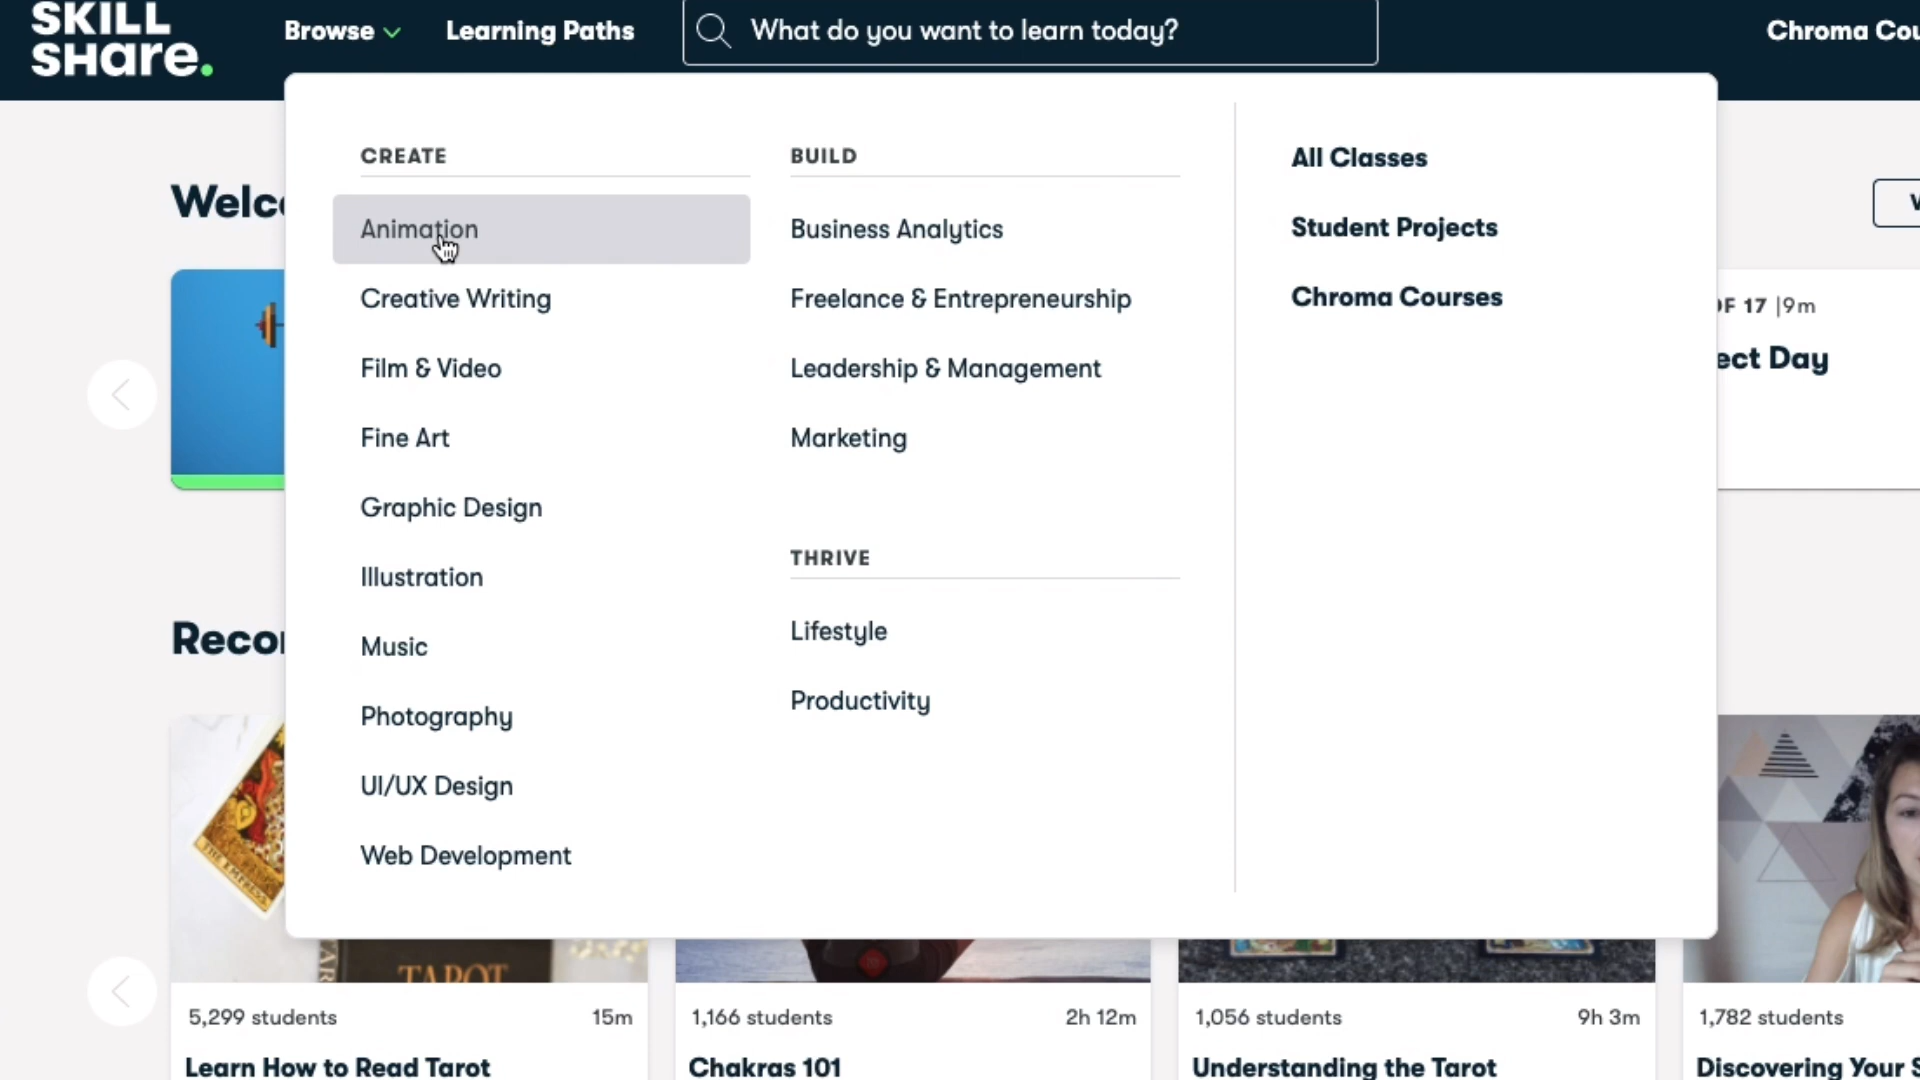 SKILL
SHare.
Browse
Learning Paths
What do you want to learn today?
Chroma
CREATE
Animation
Creative Writing
Film & Video
Fine Art
Graphic Design
Illustration
Music
Photography
UI/UX Design
Web Development
BUILD
Business Analytics
Freelance & Entrepreneurship
Leadership & Management
Marketing
THRIVE
Lifestyle
Productivity
All Classes
Student Projects
Chroma Courses
17 | 9m
Day
TAROT
5,299 students
15m
Learn How to Read Tarot
1,166 students
2h 12m
Chakras 101
1,056 students
9h 3m
Understanding the Tarot
1,782 students
Discovering Your